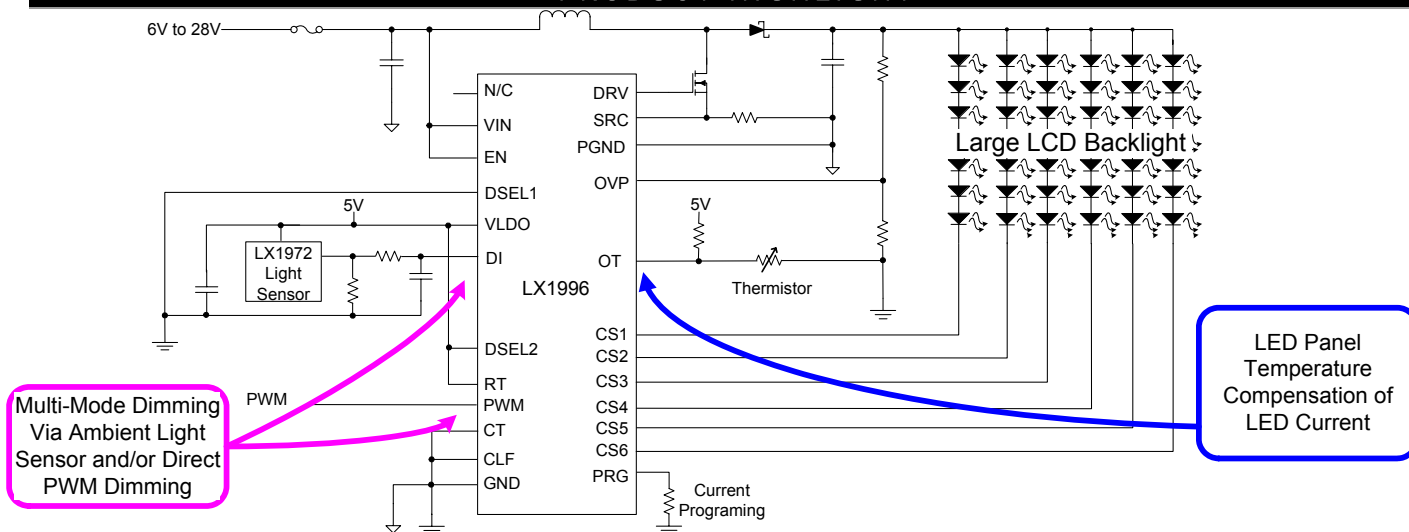 PRODUCT HIGHLIGHT
6V to 28V
N/C
VIN
EN
DSEL1
5V
VLDO
LX1972
Light
Sensor
DI
LX1996
DSEL2
RT
PWM
PWM
CT
CLF
GND
DRV
SRC
PGND
OVP
5V
OT
Thermistor
CS1
CS2
CS3
CS4
CS5
CS6
PRG
Current
Programing
Large LCD Backlight
Multi-Mode Dimming
Via Ambient Light
Sensor and/or Direct
PWM Dimming
LED Panel
Temperature
Compensation of
LED Current